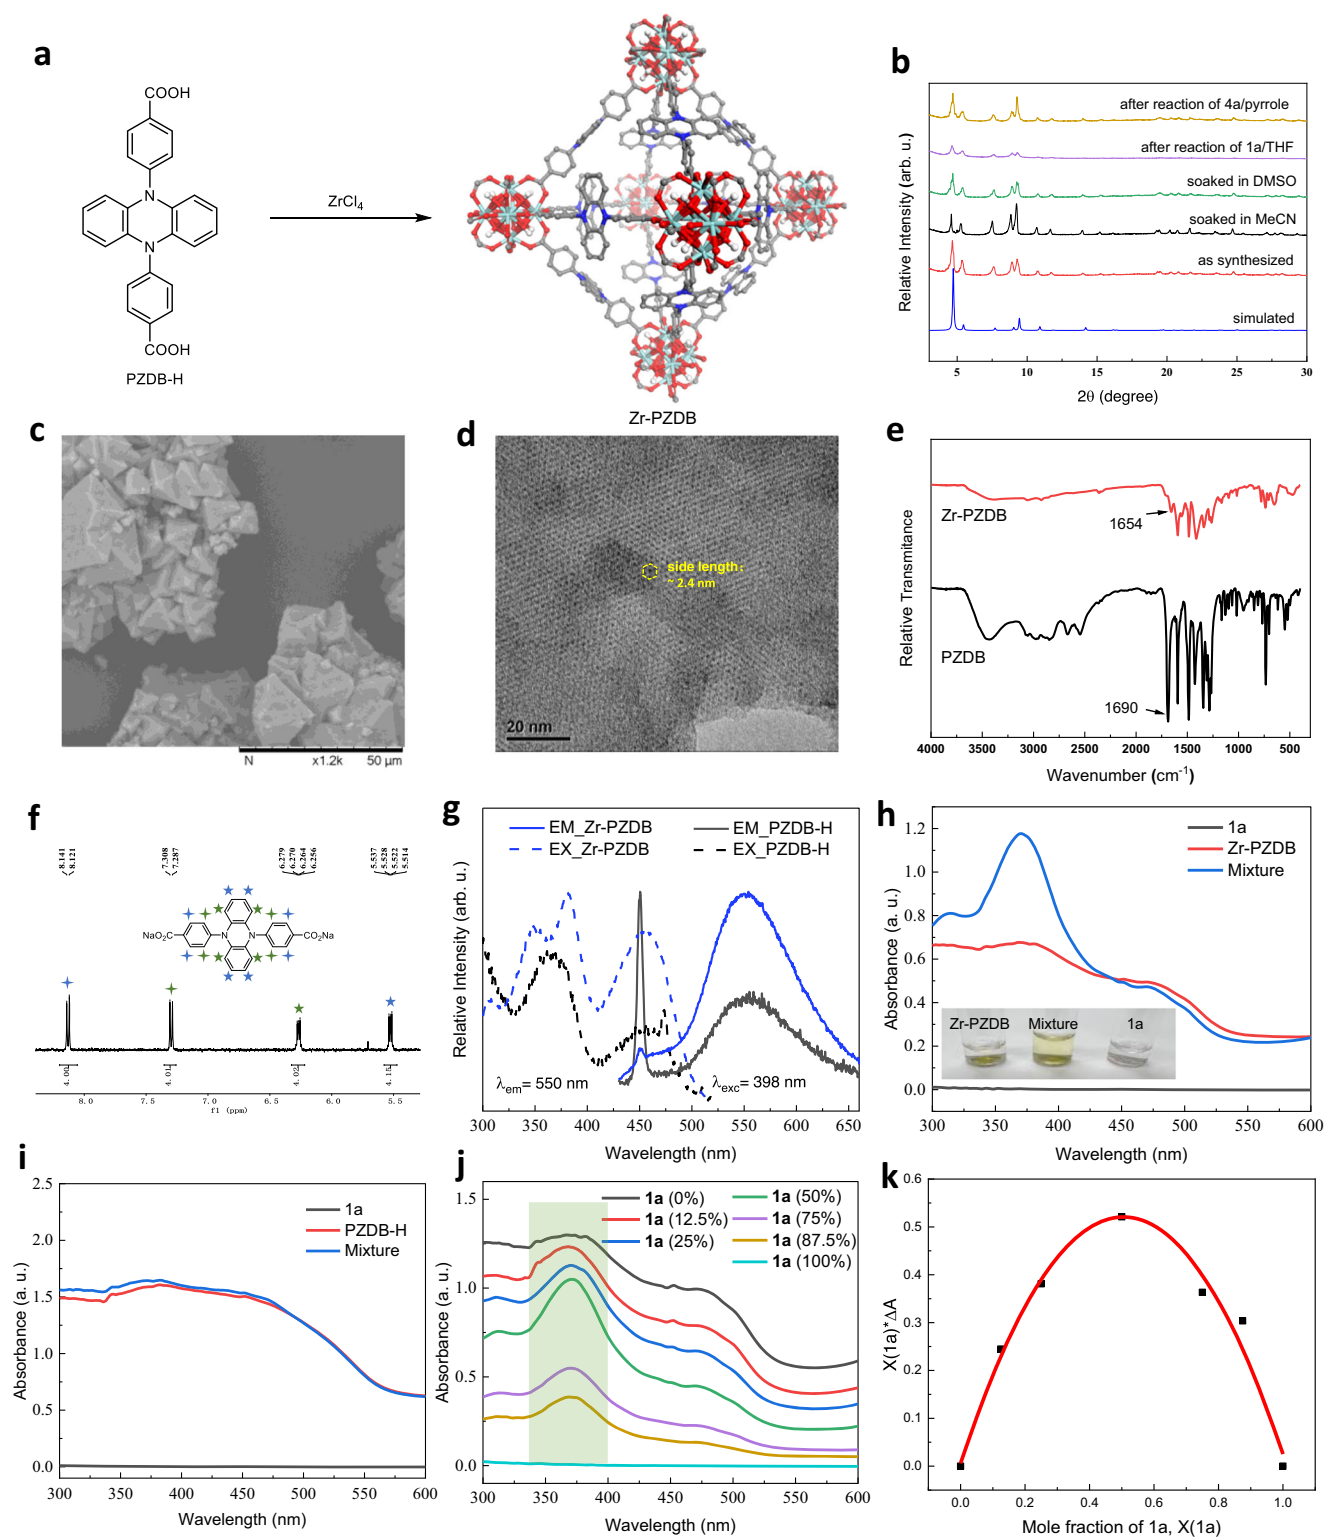 a
COOH
N
N
COOH
PZDB-H
ZrCl4
Zr-PZDB
b
Relative Intensity (arb. u.)
after reaction of 4a/pyrrole
after reaction of 1a/THF
soaked in DMSO
soaked in MeCN
as synthesized
simulated
5 10 15 20 25 30
2θ (degree)
c
N x1.2k 50 µm
d
side length:
~ 2.4 nm
20 nm
e
Relative Transmitance
Zr-PZDB
1654
PZDB
1690
4000 3500 3000 2500 2000 1500 1000 500
Wavenumber (cm-1)
f
8.141
8.121
7.308
7.287
6.279
6.270
6.264
6.256
5.537
5.528
5.522
5.514
NaO2C N N CO2Na
4.00 4.01 4.02 4.15
8.0 7.5 7.0 6.5 6.0 5.5
f1 (ppm)
g
Relative Intensity (arb. u.)
EM_Zr-PZDB EM_PZDB-H
EX_Zr-PZDB EX_PZDB-H
λem= 550 nm λexc= 398 nm
300 350 400 450 500 550 600 650
Wavelength (nm)
h
Absorbance (a. u.)
1.2
1.0
0.8
0.6
0.4
0.2
0.0
1a
Zr-PZDB
Mixture
Zr-PZDB Mixture 1a
300 350 400 450 500 550 600
Wavelength (nm)
i
Absorbance (a. u.)
2.5
2.0
1.5
1.0
0.5
0.0
1a
PZDB-H
Mixture
300 350 400 450 500 550 600
Wavelength (nm)
j
Absorbance (a. u.)
1.5
1.0
0.5
0.0
1a (0%) 1a (50%)
1a (12.5%) 1a (75%)
1a (25%) 1a (87.5%)
1a (100%)
300 350 400 450 500 550 600
Wavelength (nm)
k
X(1a)*ΔA
0.6
0.5
0.4
0.3
0.2
0.1
0.0
0.0 0.2 0.4 0.6 0.8 1.0
Mole fraction of 1a, X(1a)